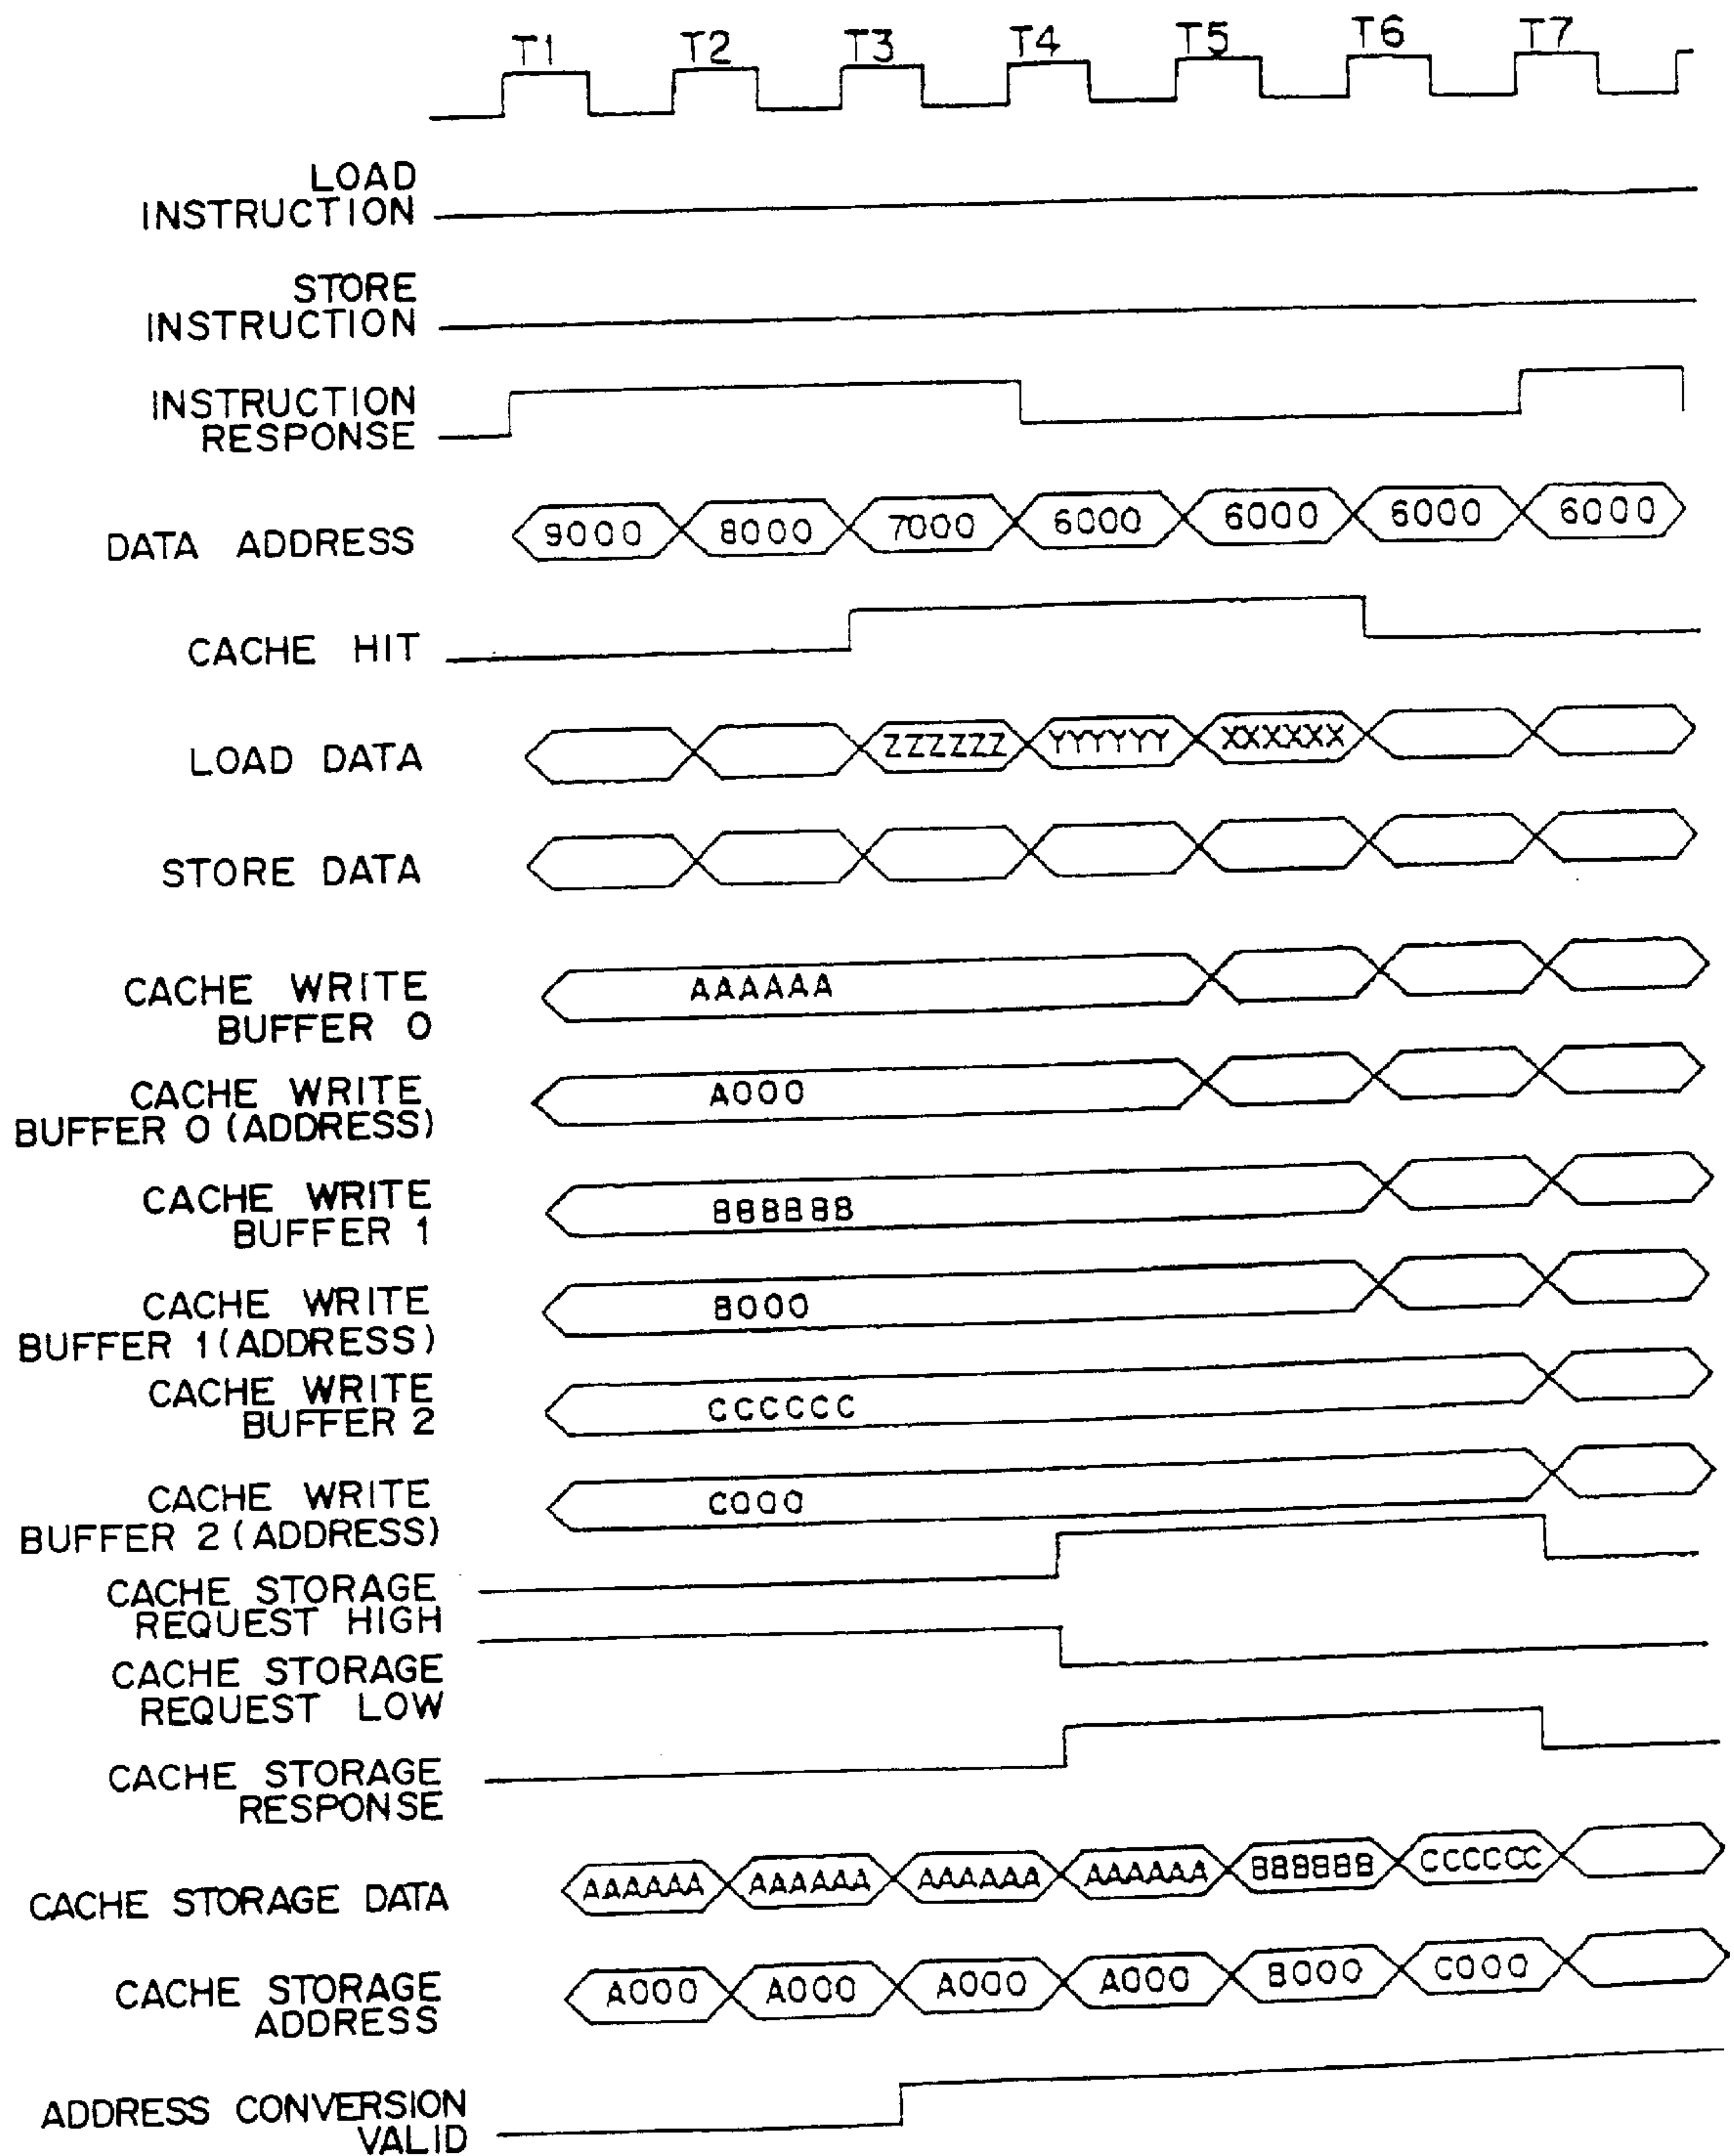 T1 T2 T3 T4 T5 T6 T7
LOAD
INSTRUCTION
STORE
INSTRUCTION
INSTRUCTION
RESPONSE
DATA ADDRESS 9000 8000 7000 6000 6000 6000 6000
CACHE HIT
LOAD DATA ZZZZZZ YYYYYY XXXXXX
STORE DATA
CACHE WRITE AAAAAA
BUFFER 0
CACHE WRITE A000
BUFFER 0 (ADDRESS)
CACHE WRITE BBBBBB
BUFFER 1
CACHE WRITE B000
BUFFER 1 (ADDRESS)
CACHE WRITE CCCCCC
BUFFER 2
CACHE WRITE C000
BUFFER 2 (ADDRESS)
CACHE STORAGE
REQUEST HIGH
CACHE STORAGE
REQUEST LOW
CACHE STORAGE
RESPONSE
CACHE STORAGE DATA AAAAAA AAAAAA AAAAAA AAAAAA BBBBBB CCCCCC
CACHE STORAGE A000 A000 A000 A000 B000 C000
ADDRESS
ADDRESS CONVERSION
VALID